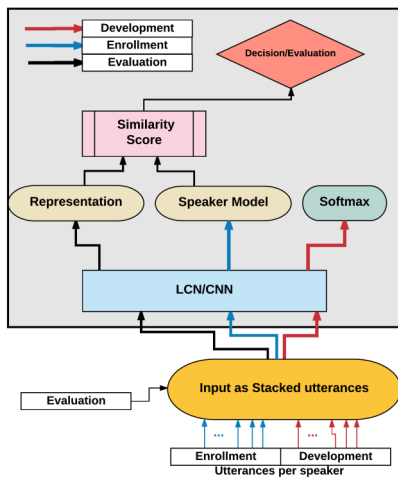 Development
Enrollment
Evaluation
Decision/Evaluation
Similarity
Score
Representation
Speaker Model
Softmax
LCN/CNN
Input as Stacked utterances
Evaluation
...
...
Enrollment
Development
Utterances per speaker